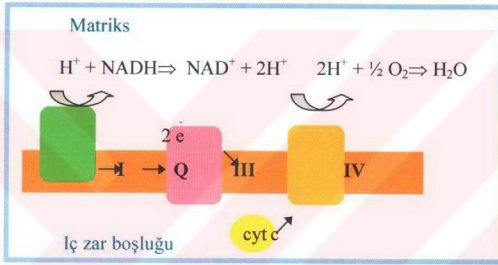 Matriks
H⁺ + NADH⇒ NAD⁺ + 2H⁺ 2H⁺ + ½ O₂⇒ H₂O
2 e⁻
I Q III IV
cyt c
Iç zar boşluğu